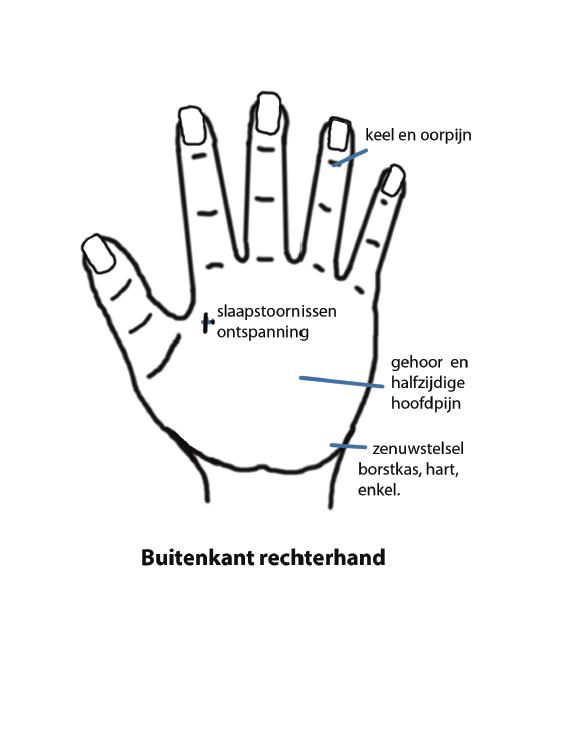 keel en oorpijn
slaapstoornissen
ontspanning
gehoor en
halfzijdige
hoofdpijn
zenuwstelsel
borstkas, hart,
enkel.
Buitenkant rechterhand